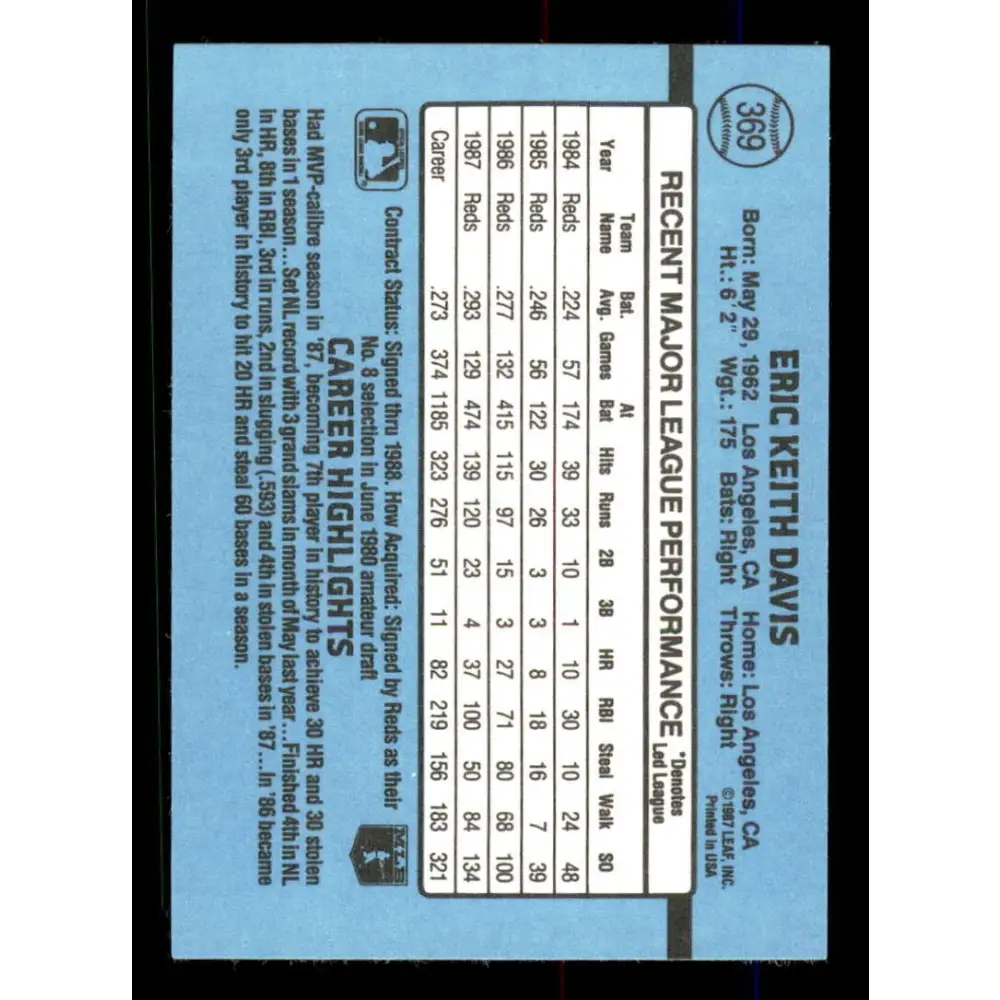 369
ERIC KEITH DAVIS
Born: May 29, 1962 Los Angeles, CA Home: Los Angeles, CA
Ht.: 6' 2" Wgt.: 175 Bats: Right Throws: Right
©1987 LEAF, INC.
Printed in USA
RECENT MAJOR LEAGUE PERFORMANCE
*Denotes
Led League
Year Team Name Bat. Avg. Games At Bat Hits Runs 2B 3B HR RBI Steal Walk SO
1984 Reds .224 57 174 39 33 10 1 10 30 10 24 48
1985 Reds .246 56 122 30 26 3 3 8 18 16 7 39
1986 Reds .277 132 415 115 97 15 3 27 71 80 68 100
1987 Reds .293 129 474 139 120 23 4 37 100 50 84 134
Career .273 374 1185 323 276 51 11 82 219 156 183 321
Contract Status: Signed thru 1988. How Acquired: Signed by Reds as their
No. 8 selection in June 1980 amateur draft
MLB
CAREER HIGHLIGHTS
Had MVP-calibre season in '87, becoming 7th player in history to achieve 30 HR and 30 stolen
bases in 1 season...Set NL record with 3 grand slams in month of May last year...Finished 4th in NL
in HR, 8th in RBI, 3rd in runs, 2nd in slugging (.593) and 4th in stolen bases in '87...In '86 became
only 3rd player in history to hit 20 HR and steal 60 bases in a season.